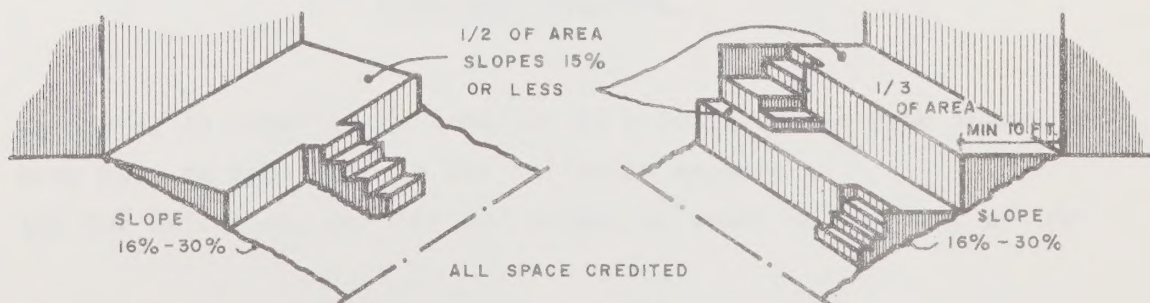 1/2 OF AREA
SLOPES 15%
OR LESS
1/3
OF AREA
MIN 10 FT.
SLOPE
16%-30%
SLOPE
16%-30%
ALL SPACE CREDITED